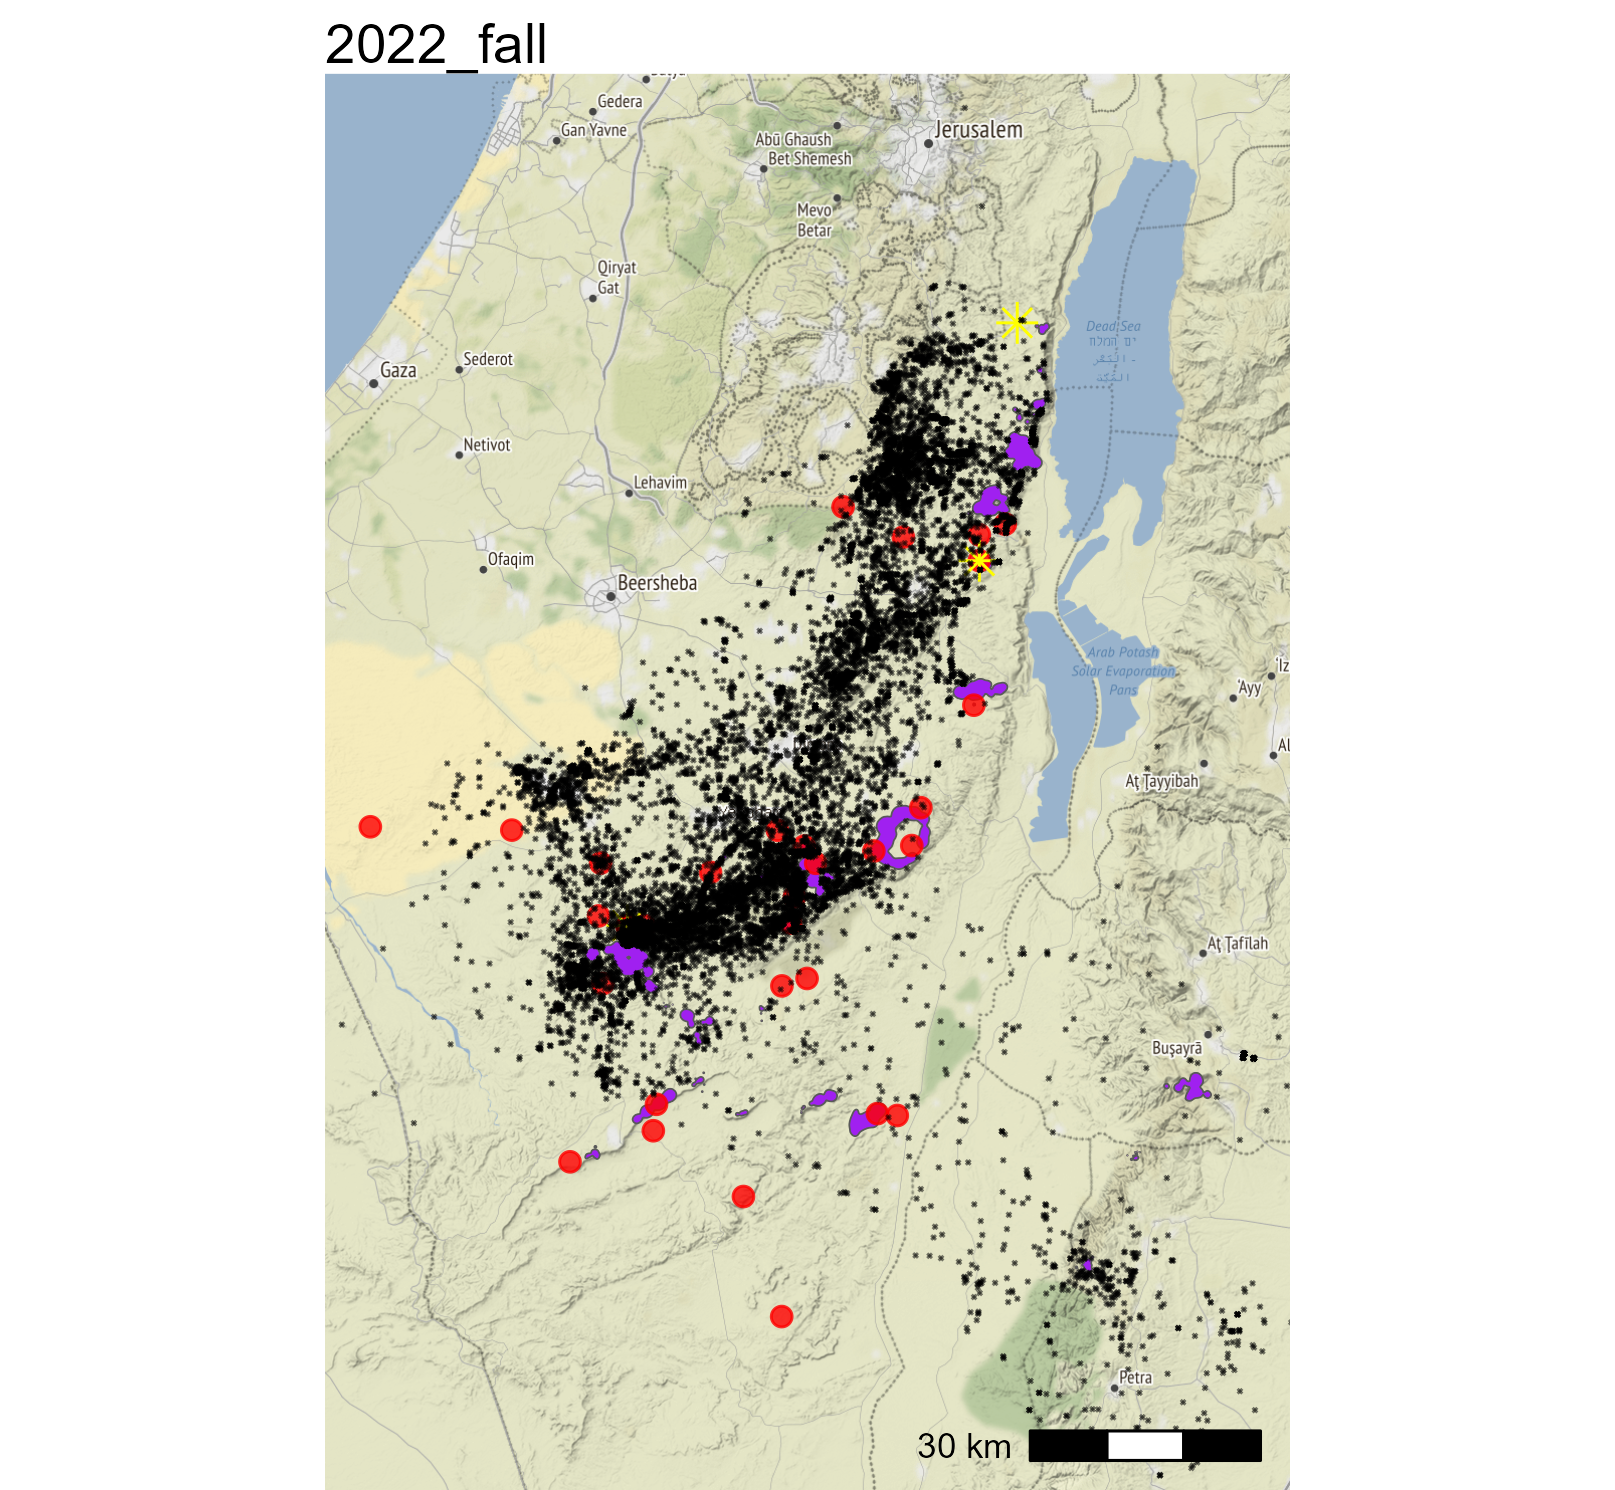 2022_fall
Gedera
Gan Yavne
Jerusalem
Abū Ghaush
Bet Shemesh
Mevo
Betar
Qiryat
Gat
Dead Sea
ים המלח
Sederot
Gaza
Netivot
Lehavim
Ofaqim
Beersheba
Arab Potash
Solar Evaporation
Pans
'Iz
'Ayy
Al
Aţ Ţayyibah
Aţ Ţafīlah
Buşayrā
Petra
30 km